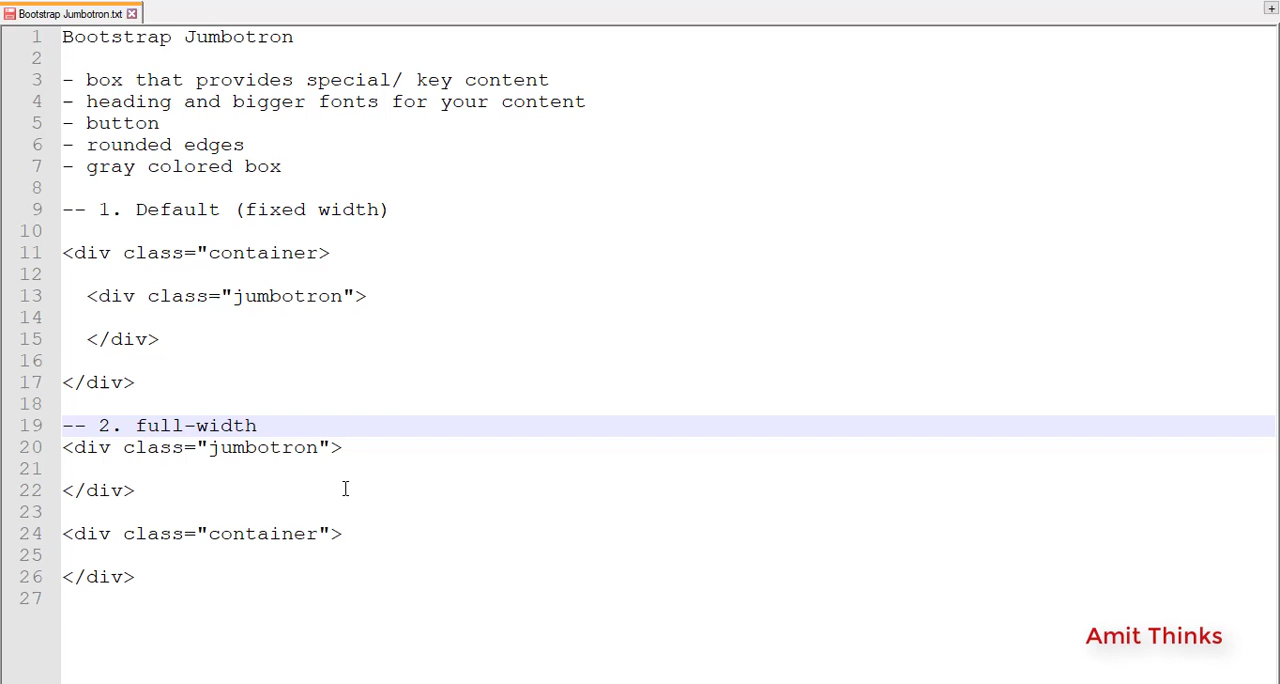 Bootstrap Jumbotron.txt
1 Bootstrap Jumbotron
2
3 - box that provides special/ key content
4 - heading and bigger fonts for your content
5 - button
6 - rounded edges
7 - gray colored box
8
9 -- 1. Default (fixed width)
10
11 <div class="container>
12
13   <div class="jumbotron">
14
15   </div>
16
17 </div>
18
19 -- 2. full-width
20 <div class="jumbotron">
21
22 </div>
23
24 <div class="container">
25
26 </div>
27
Amit Thinks